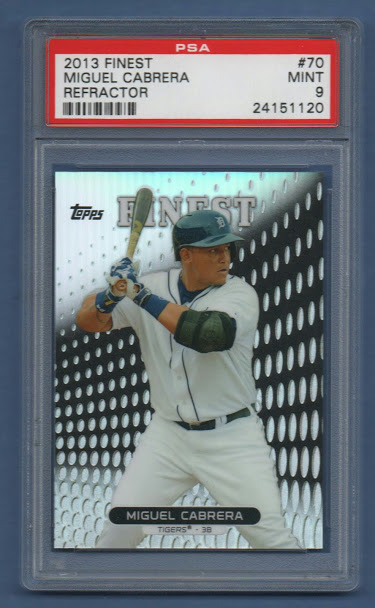 PSA
2013 FINEST #70
MIGUEL CABRERA MINT
REFRACTOR 9
24151120
Topps
FINEST
D
MIGUEL CABRERA
TIGERS® - 3B